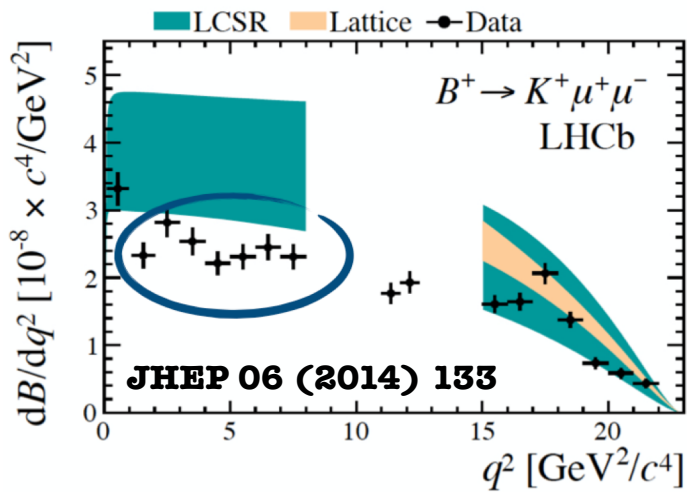 LCSR Lattice Data
dB/dq² [10⁻⁸ × c⁴/GeV²]
5
4
3
2
1
0
B⁺ → K⁺μ⁺μ⁻
LHCb
JHEP 06 (2014) 133
0 5 10 15 20
q² [GeV²/c⁴]